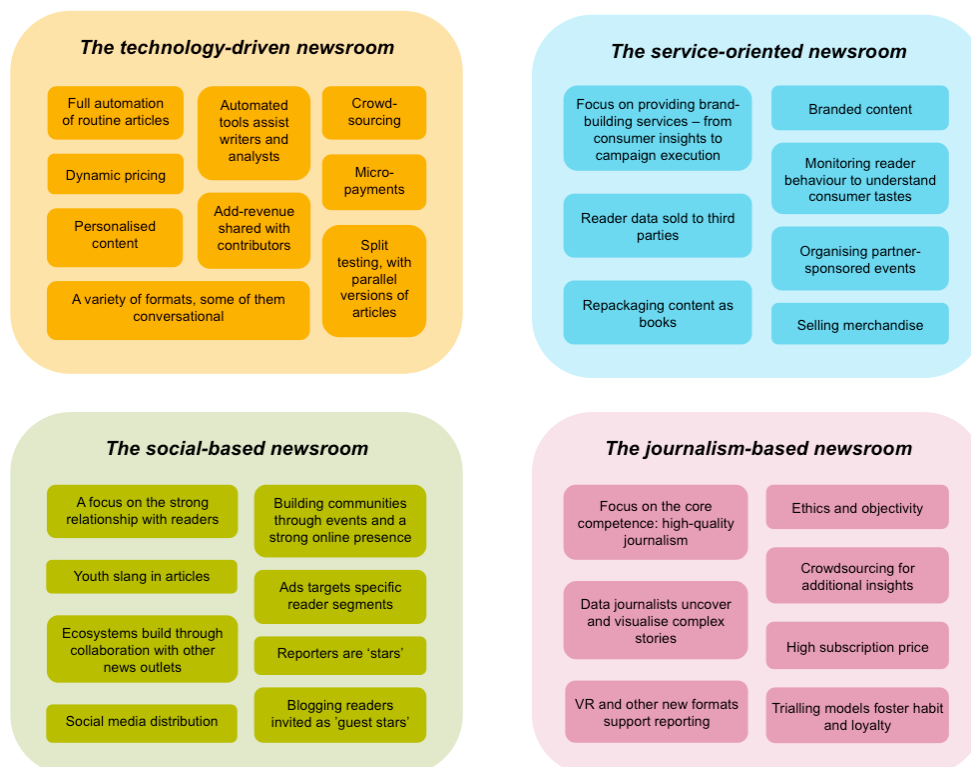 The technology-driven newsroom
Full automation
of routine articles
Dynamic pricing
Personalised
content
Automated
tools assist
writers and
analysts
Add-revenue
shared with
contributors
Crowd-
sourcing
Micro-
payments
Split
testing, with
parallel
versions of
articles
A variety of formats, some of them
conversational
The service-oriented newsroom
Focus on providing brand-
building services – from
consumer insights to
campaign execution
Reader data sold to third
parties
Repackaging content as
books
Branded content
Monitoring reader
behaviour to understand
consumer tastes
Organising partner-
sponsored events
Selling merchandise
The social-based newsroom
A focus on the strong
relationship with readers
Youth slang in articles
Ecosystems build through
collaboration with other
news outlets
Social media distribution
Building communities
through events and a
strong online presence
Ads targets specific
reader segments
Reporters are ‘stars’
Blogging readers
invited as ’guest stars’
The journalism-based newsroom
Focus on the core
competence: high-quality
journalism
Data journalists uncover
and visualise complex
stories
VR and other new formats
support reporting
Ethics and objectivity
Crowdsourcing for
additional insights
High subscription price
Trialling models foster habit
and loyalty